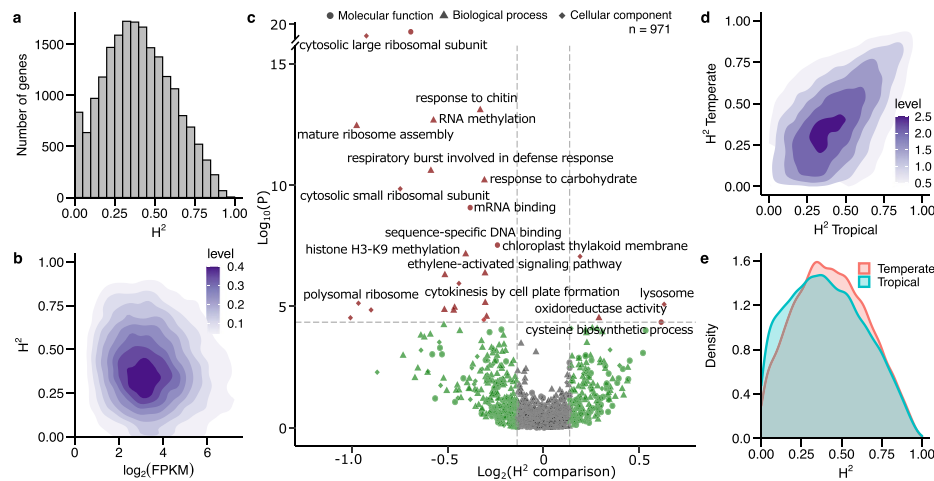 a
1500
1000
500
0
Number of genes
0.00 0.25 0.50 0.75 1.00
H²
b
level
0.4
0.3
0.2
0.1
1.00
0.75
0.50
0.25
0.00
H²
0 2 4 6
log₂(FPKM)
c
● Molecular function ▲ Biological process ◆ Cellular component
n = 971
20
15
10
5
0
Log₁₀(P)
cytosolic large ribosomal subunit
response to chitin
RNA methylation
mature ribosome assembly
respiratory burst involved in defense response
response to carbohydrate
cytosolic small ribosomal subunit
mRNA binding
sequence-specific DNA binding
chloroplast thylakoid membrane
histone H3-K9 methylation
ethylene-activated signaling pathway
cytokinesis by cell plate formation
lysosome
polysomal ribosome
oxidoreductase activity
cysteine biosynthetic process
-1.0 -0.5 0 0.5
Log₂(H² comparison)
d
1.00
0.75
0.50
0.25
0.00
H² Temperate
level
2.5
2.0
1.5
1.0
0.5
0.00 0.25 0.50 0.75 1.00
H² Tropical
e
Temperate
Tropical
1.6
1.2
0.8
0.4
0.0
Density
0.00 0.25 0.50 0.75 1.00
H²